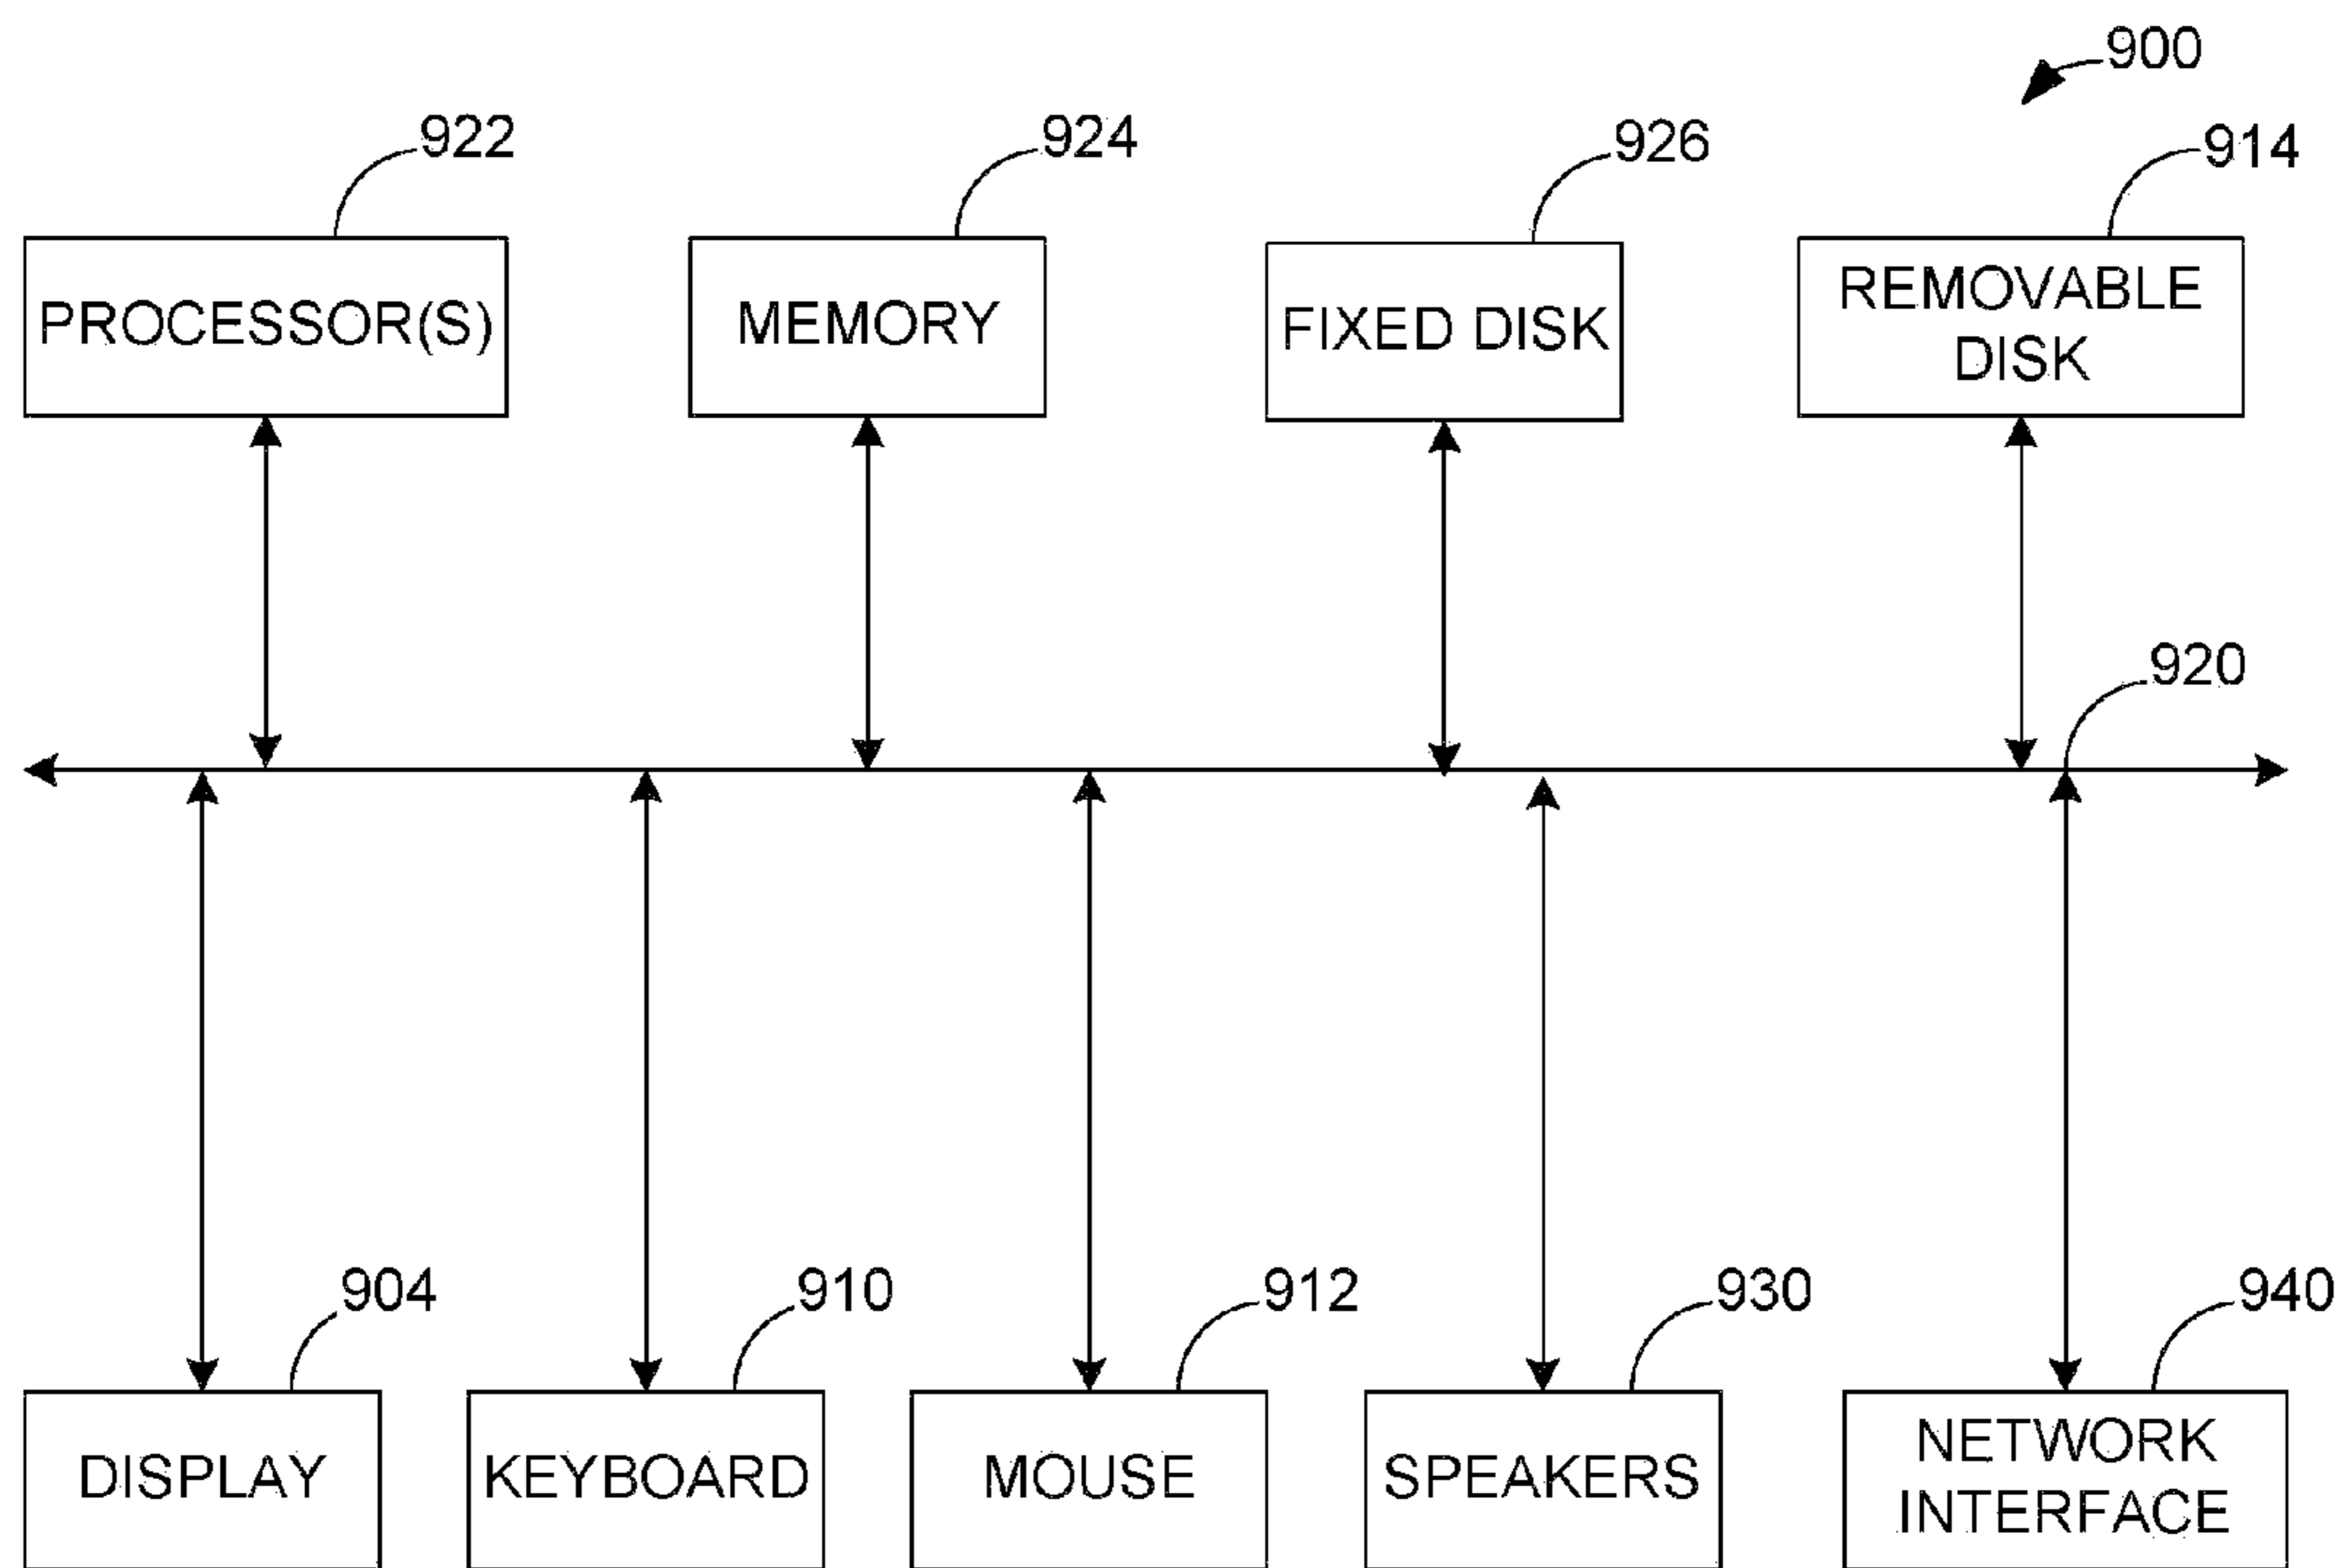 900
922
924
926
914
PROCESSOR(S)
MEMORY
FIXED DISK
REMOVABLE
DISK
920
904
910
912
930
940
DISPLAY
KEYBOARD
MOUSE
SPEAKERS
NETWORK
INTERFACE